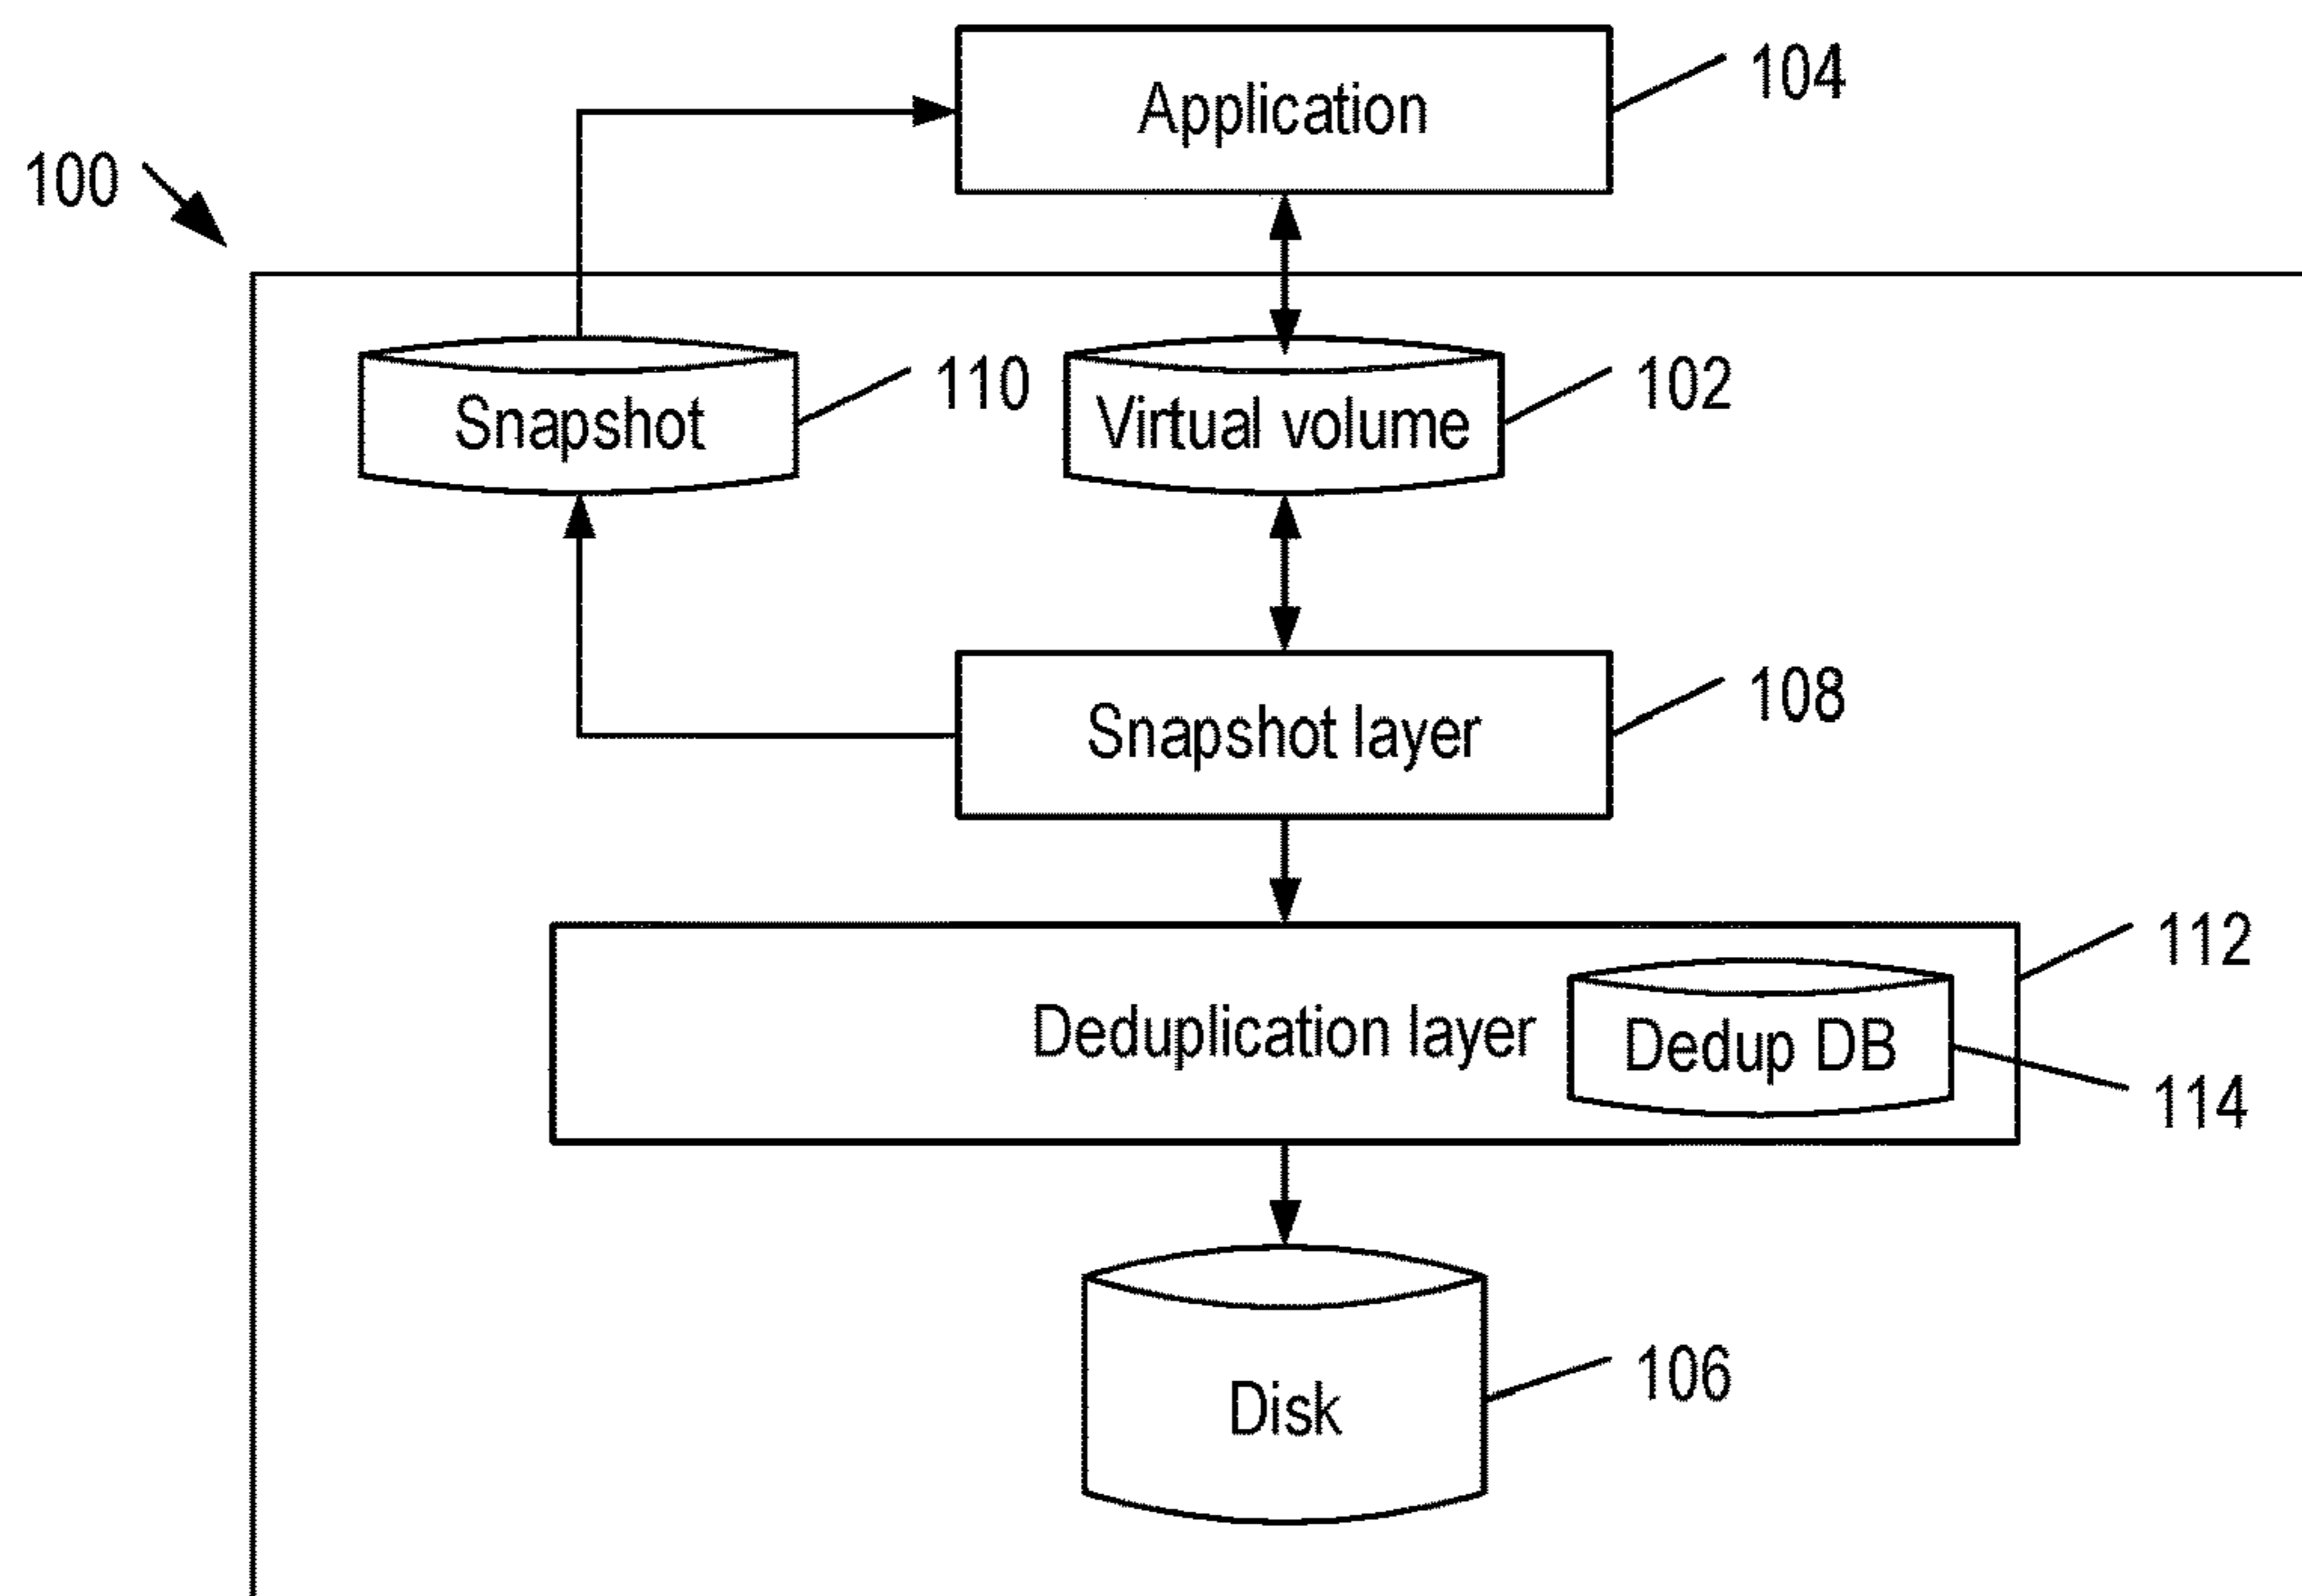 104
Application
100
110
102
Snapshot
Virtual volume
108
Snapshot layer
112
Deduplication layer
Dedup DB
114
106
Disk